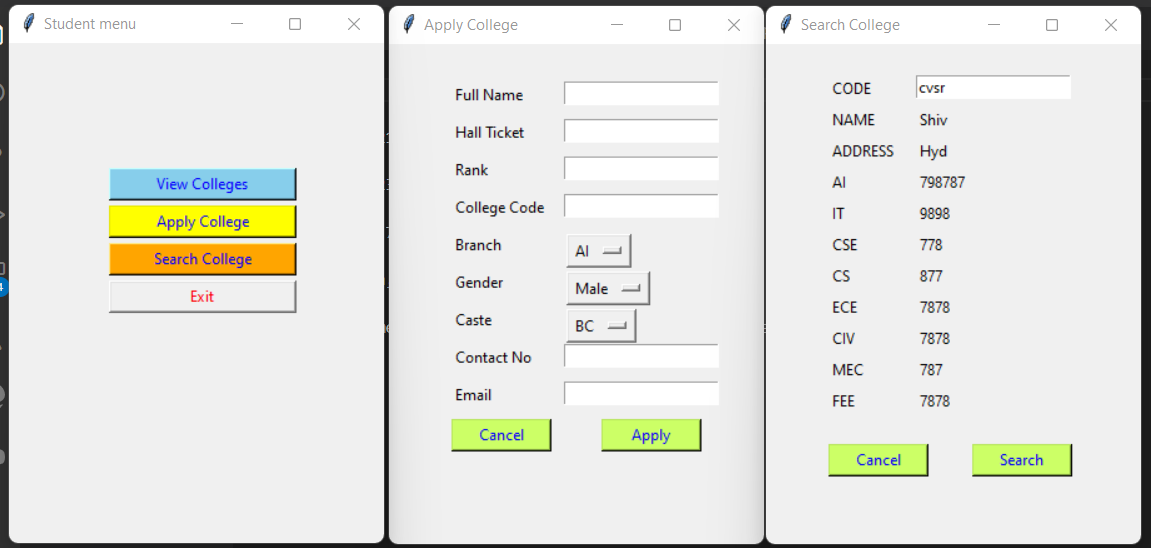 Student menu
View Colleges
Apply College
Search College
Exit
Apply College
Full Name
Hall Ticket
Rank
College Code
Branch AI
Gender Male
Caste BC
Contact No
Email
Cancel Apply
Search College
CODE cvsr
NAME Shiv
ADDRESS Hyd
AI 798787
IT 9898
CSE 778
CS 877
ECE 7878
CIV 7878
MEC 787
FEE 7878
Cancel Search